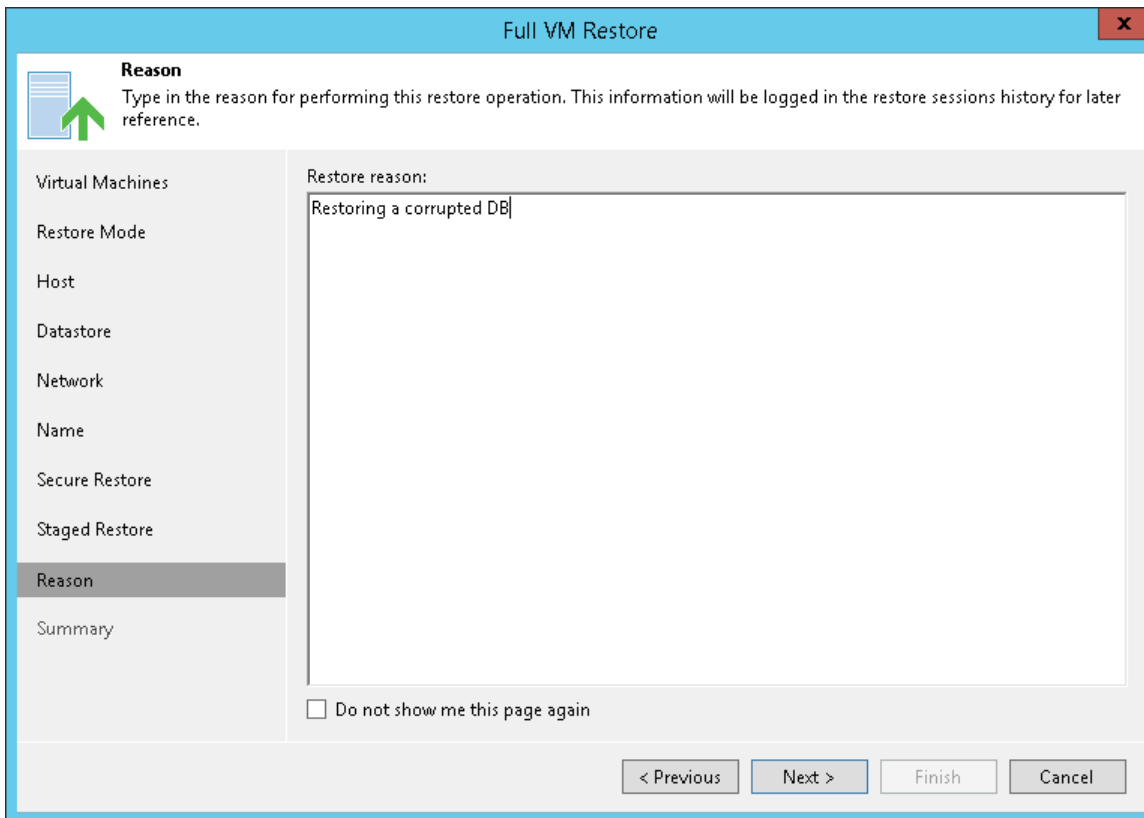 Full VM Restore
x
Reason
Type in the reason for performing this restore operation. This information will be logged in the restore sessions history for later
reference.
Virtual Machines
Restore Mode
Host
Datastore
Network
Name
Secure Restore
Staged Restore
Reason
Summary
Restore reason:
Restoring a corrupted DB
Do not show me this page again
< Previous
Next >
Finish
Cancel